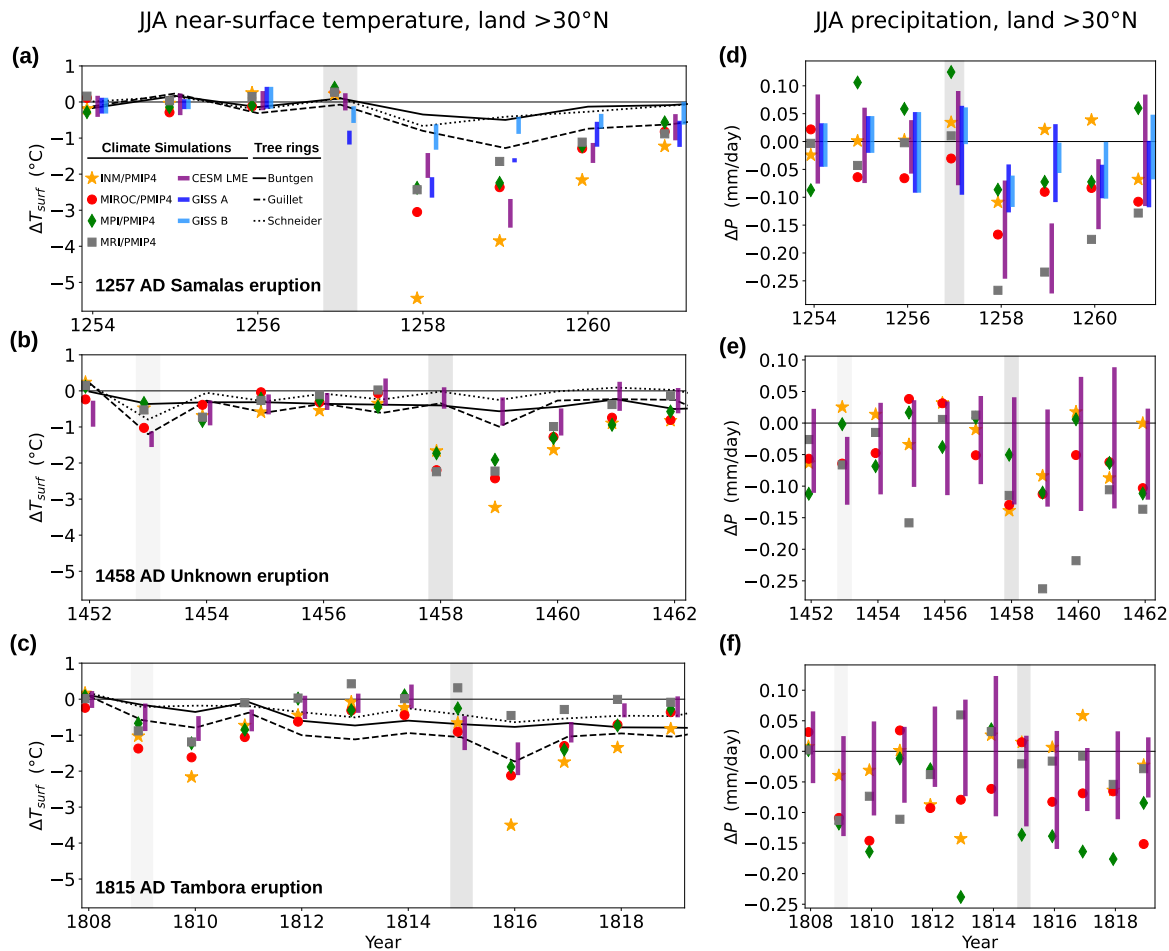 JJA near-surface temperature, land >30°N
JJA precipitation, land >30°N
(a)
1
0
−1
−2
−3
−4
−5
ΔT_surf (°C)
Climate Simulations
Tree rings
INM/PMIP4
CESM LME
Buntgen
MIROC/PMIP4
GISS A
Guillet
MPI/PMIP4
GISS B
Schneider
MRI/PMIP4
1257 AD Samalas eruption
1254
1256
1258
1260
(d)
0.10
0.05
0.00
−0.05
−0.10
−0.15
−0.20
−0.25
ΔP (mm/day)
1254
1256
1258
1260
(b)
1
0
−1
−2
−3
−4
−5
ΔT_surf (°C)
1458 AD Unknown eruption
1452
1454
1456
1458
1460
1462
(e)
0.10
0.05
0.00
−0.05
−0.10
−0.15
−0.20
−0.25
ΔP (mm/day)
1452
1454
1456
1458
1460
1462
(c)
1
0
−1
−2
−3
−4
−5
ΔT_surf (°C)
1815 AD Tambora eruption
1808
1810
1812
1814
1816
1818
Year
(f)
0.10
0.05
0.00
−0.05
−0.10
−0.15
−0.20
−0.25
ΔP (mm/day)
1808
1810
1812
1814
1816
1818
Year